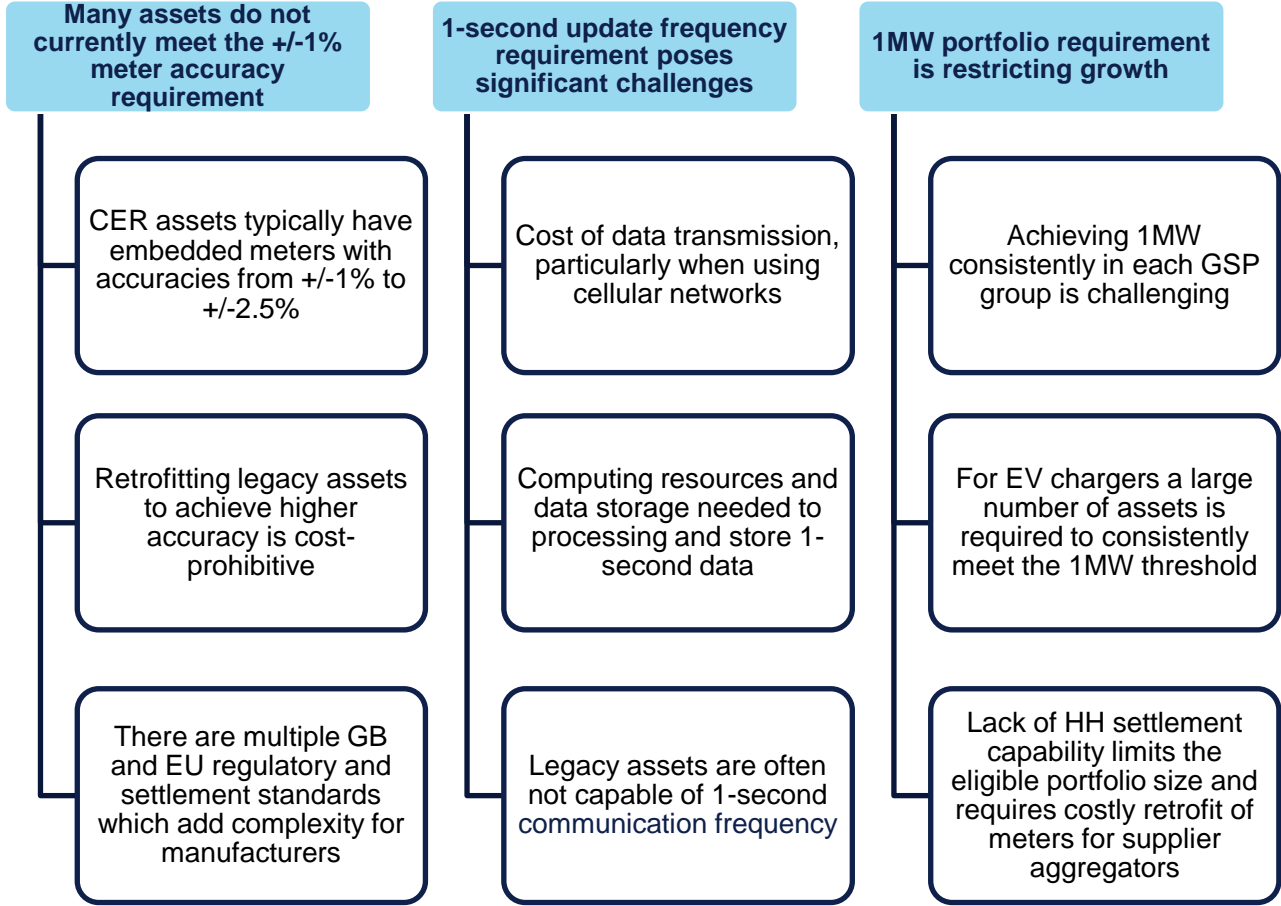 Many assets do not
currently meet the +/-1%
meter accuracy
requirement
CER assets typically have
embedded meters with
accuracies from +/-1% to
+/-2.5%
Retrofitting legacy assets
to achieve higher
accuracy is cost-
prohibitive
There are multiple GB
and EU regulatory and
settlement standards
which add complexity for
manufacturers
1-second update frequency
requirement poses
significant challenges
Cost of data transmission,
particularly when using
cellular networks
Computing resources and
data storage needed to
processing and store 1-
second data
Legacy assets are often
not capable of 1-second
communication frequency
1MW portfolio requirement
is restricting growth
Achieving 1MW
consistently in each GSP
group is challenging
For EV chargers a large
number of assets is
required to consistently
meet the 1MW threshold
Lack of HH settlement
capability limits the
eligible portfolio size and
requires costly retrofit of
meters for supplier
aggregators